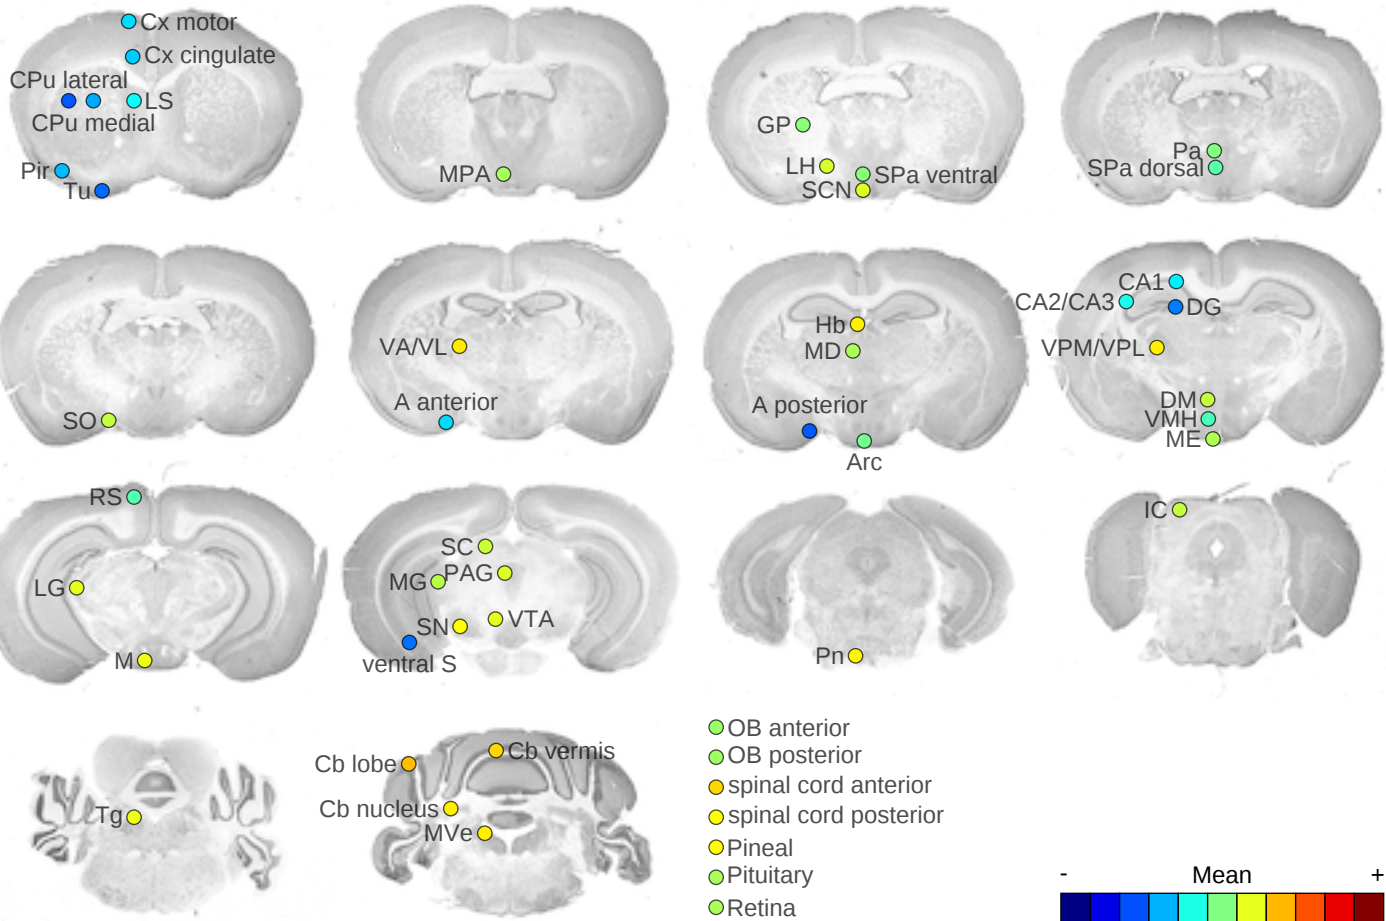 Cx motor
Cx cingulate
CPu lateral
LS
CPu medial
Pir
Tu
MPA
GP
LH
SPa ventral
SCN
Pa
SPa dorsal
SO
VA/VL
A anterior
Hb
MD
A posterior
Arc
CA1
CA2/CA3
DG
VPM/VPL
DM
VMH
ME
RS
LG
M
SC
PAG
MG
VTA
SN
ventral S
Pn
IC
Tg
Cb vermis
Cb lobe
Cb nucleus
MVe
OB anterior
OB posterior
spinal cord anterior
spinal cord posterior
Pineal
Pituitary
Retina
- Mean +